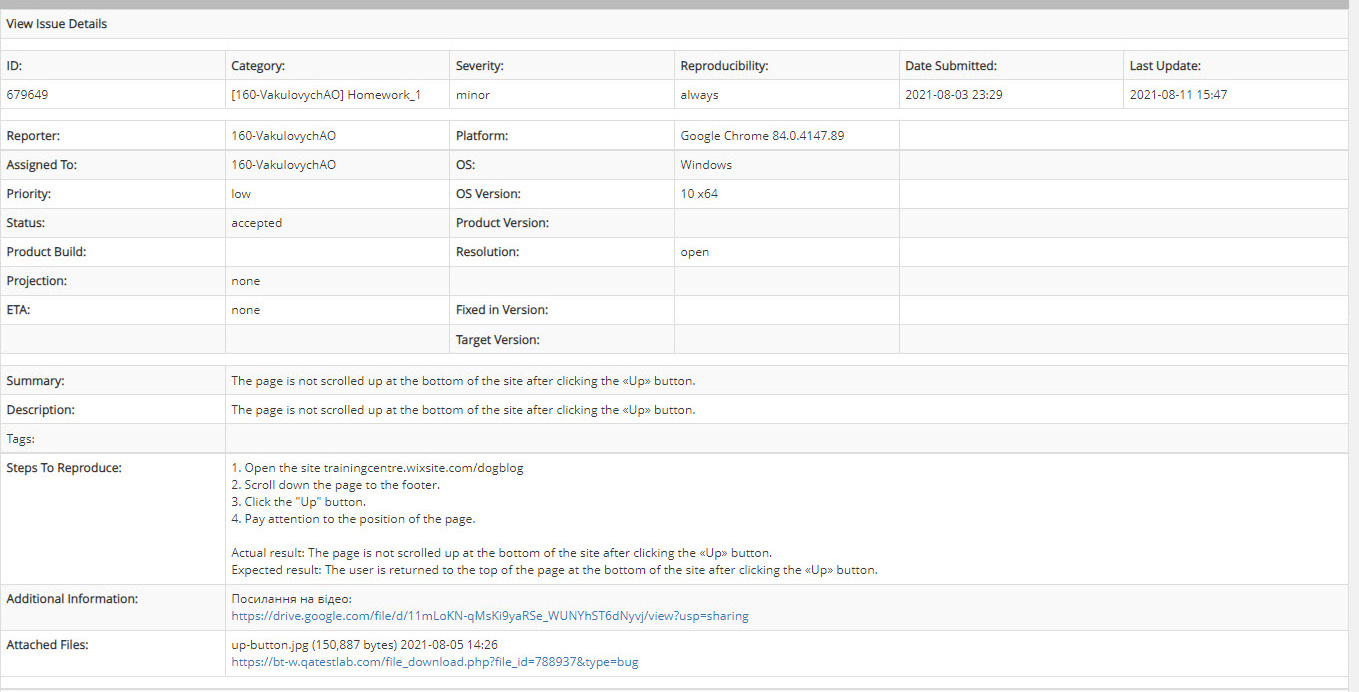 View Issue Details
ID: Category: Severity: Reproducibility: Date Submitted: Last Update:
679649 [160-VakulovychAO] Homework_1 minor always 2021-08-03 23:29 2021-08-11 15:47
Reporter: 160-VakulovychAO Platform: Google Chrome 84.0.4147.89
Assigned To: 160-VakulovychAO OS: Windows
Priority: low OS Version: 10 x64
Status: accepted Product Version:
Product Build: Resolution: open
Projection: none
ETA: none Fixed in Version:
Target Version:
Summary: The page is not scrolled up at the bottom of the site after clicking the «Up» button.
Description: The page is not scrolled up at the bottom of the site after clicking the «Up» button.
Tags:
Steps To Reproduce: 1. Open the site trainingcentre.wixsite.com/dogblog
2. Scroll down the page to the footer.
3. Click the "Up" button.
4. Pay attention to the position of the page.
Actual result: The page is not scrolled up at the bottom of the site after clicking the «Up» button.
Expected result: The user is returned to the top of the page at the bottom of the site after clicking the «Up» button.
Additional Information: Посилання на відео:
https://drive.google.com/file/d/11mLoKN-qMsKi9yaRSe_WUNYhST6dNyvj/view?usp=sharing
Attached Files: up-button.jpg (150,887 bytes) 2021-08-05 14:26
https://bt-w.qatestlab.com/file_download.php?file_id=788937&type=bug